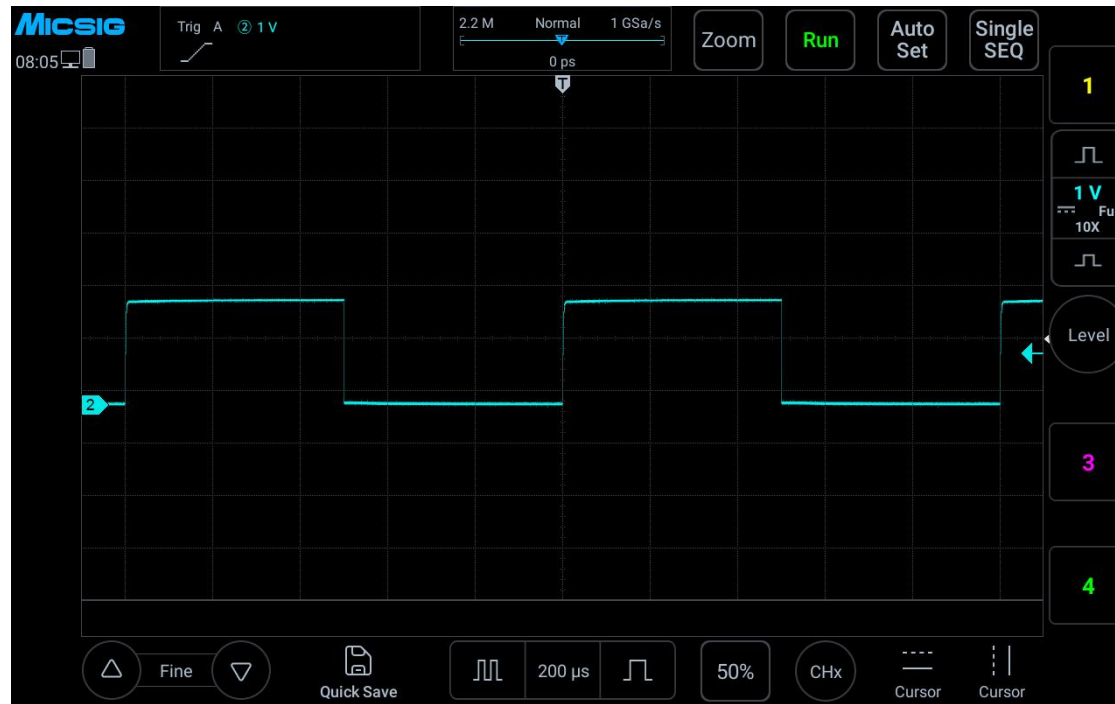 MICSIG
08:05
Trig A ② 1 V
2.2 M Normal 1 GSa/s
T
0 ps
Zoom
Run
Auto
Set
Single
SEQ
T
1
1 V
Fu
10X
Level
2
3
4
Fine
Quick Save
200 µs
50%
CHx
Cursor
Cursor